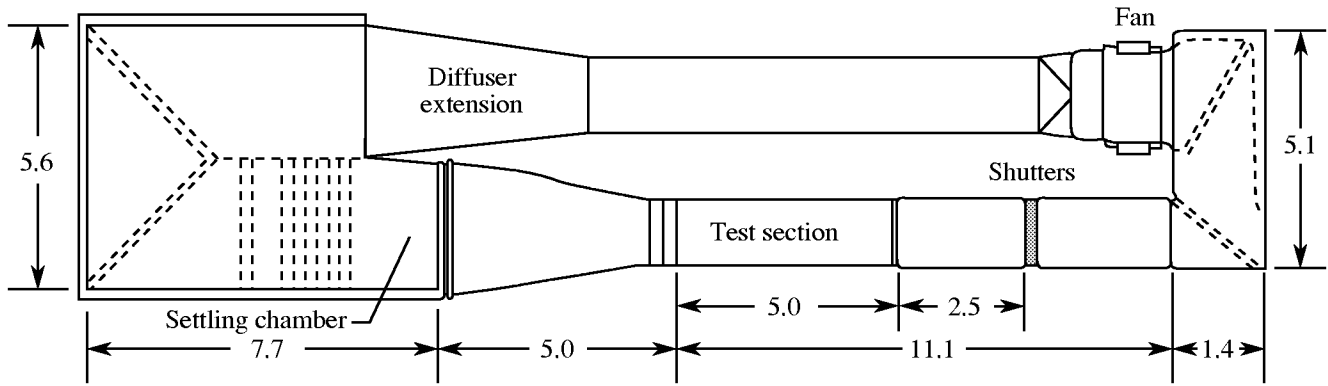 Fan
Diffuser
extension
5.6
5.1
Shutters
Test section
5.0
2.5
Settling chamber
7.7
5.0
11.1
1.4